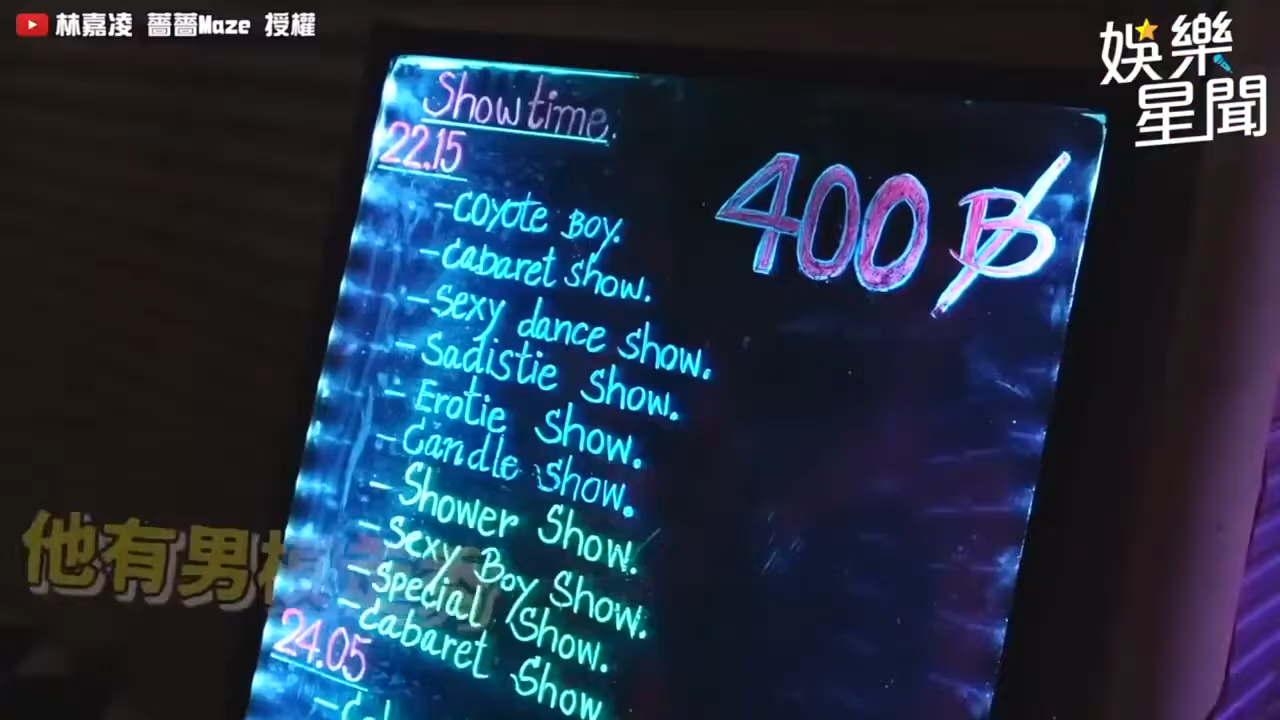 林嘉凌 薔薔Maze 授權
娛樂
星聞
Showtime.
22.15
400 ฿
-Coyote Boy.
-Cabaret show.
-Sexy dance show.
-Sadistie show.
-Erotie show.
-Candle show.
-Shower Show.
-Sexy Boy Show.
-Special Show.
-Cabaret Show
24.05
他有男